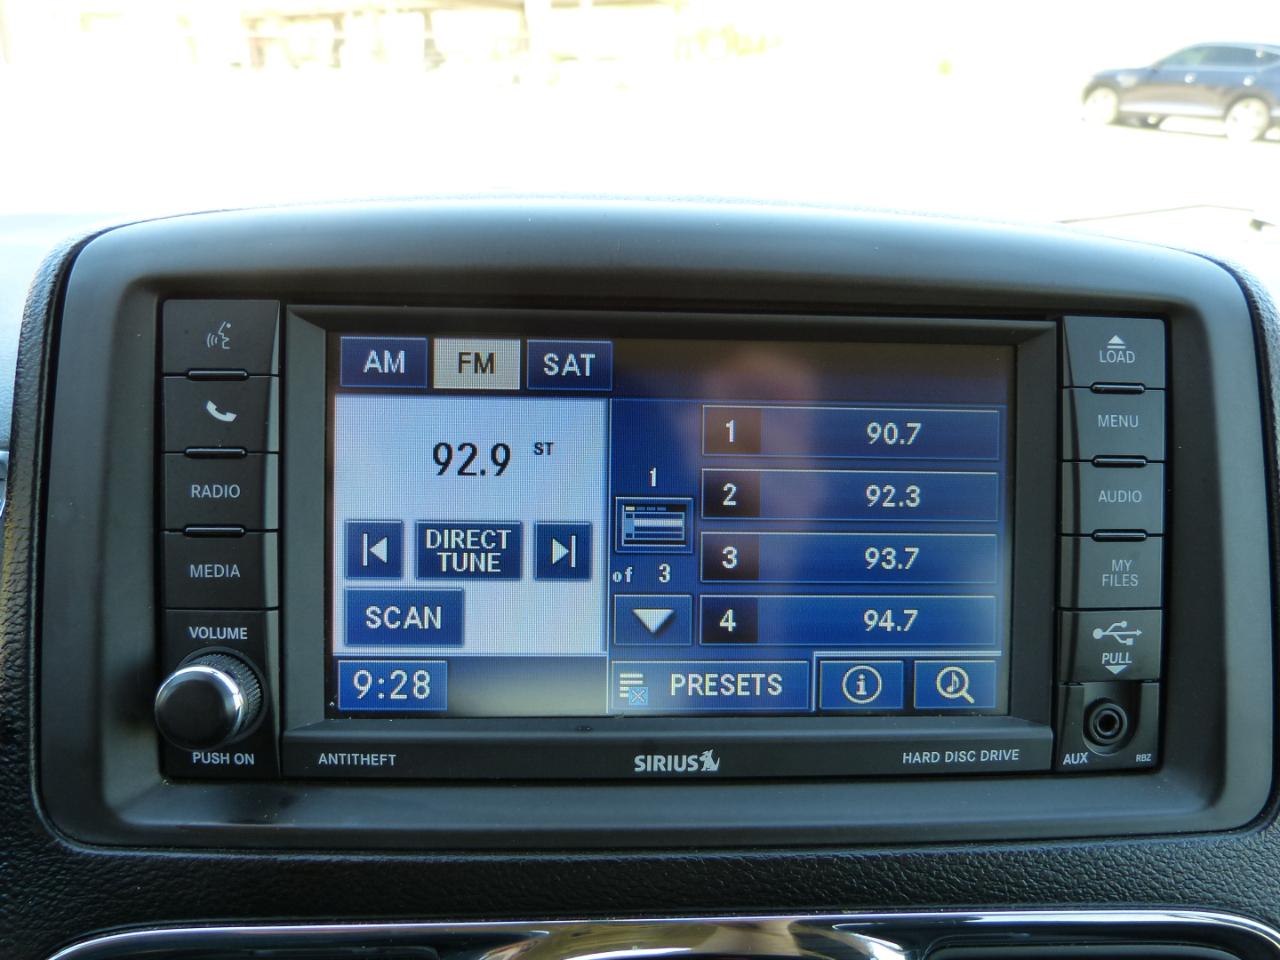 RADIO
MEDIA
VOLUME
PUSH ON
AM FM SAT
92.9 ST
DIRECT
TUNE
SCAN
9:28
1
of 3
1 90.7
2 92.3
3 93.7
4 94.7
PRESETS
i
ANTITHEFT
SIRIUS
HARD DISC DRIVE
LOAD
MENU
AUDIO
MY
FILES
PULL
AUX
RBZ